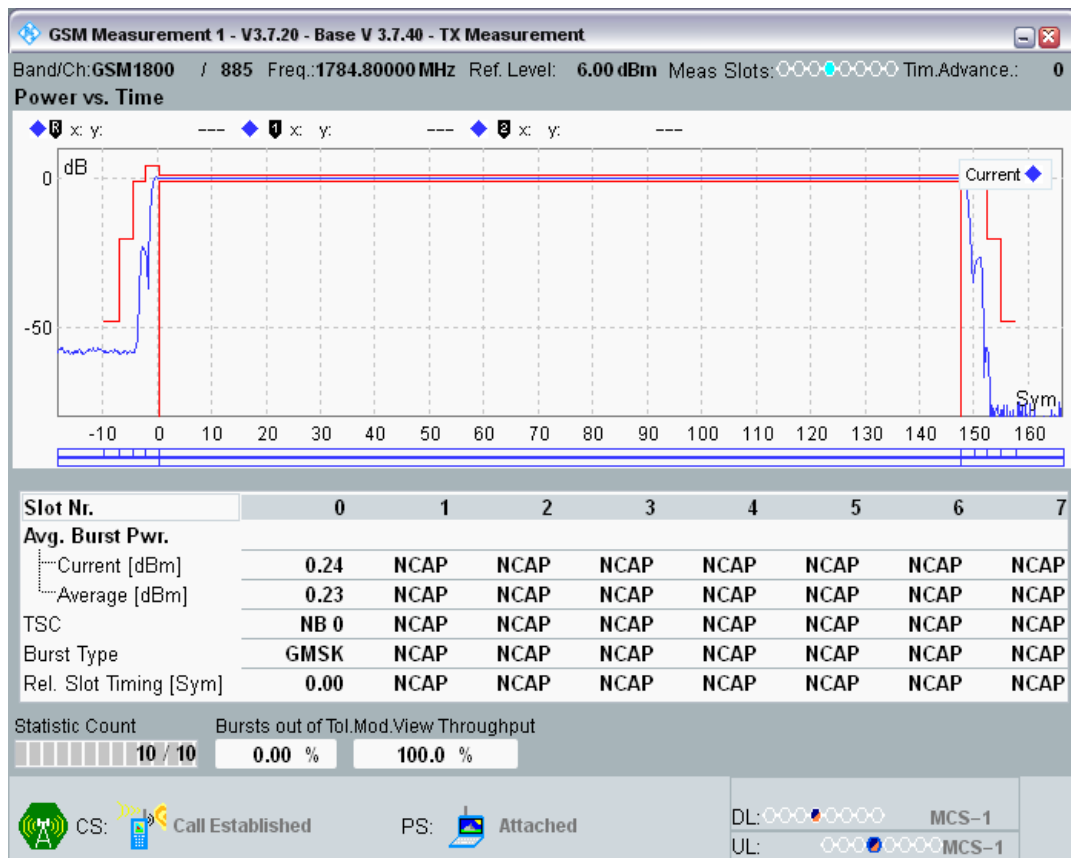 GSM Measurement 1 - V3.7.20 - Base V 3.7.40 - TX Measurement
Band/Ch:GSM1800 / 885 Freq.:1784.80000 MHz Ref. Level: 6.00 dBm Meas Slots: Tim.Advance.: 0
Power vs. Time
R x: y: --- 1 x: y: --- 2 x: y: ---
dB
Current
0
-50
Sym
-10 0 10 20 30 40 50 60 70 80 90 100 110 120 130 140 150 160
Slot Nr. 0 1 2 3 4 5 6 7
Avg. Burst Pwr.
Current [dBm] 0.24 NCAP NCAP NCAP NCAP NCAP NCAP NCAP
Average [dBm] 0.23 NCAP NCAP NCAP NCAP NCAP NCAP NCAP
TSC NB 0 NCAP NCAP NCAP NCAP NCAP NCAP NCAP
Burst Type GMSK NCAP NCAP NCAP NCAP NCAP NCAP NCAP
Rel. Slot Timing [Sym] 0.00 NCAP NCAP NCAP NCAP NCAP NCAP NCAP
Statistic Count Bursts out of Tol.Mod.View Throughput
10 / 10 0.00 % 100.0 %
CS: Call Established PS: Attached
DL: MCS-1
UL: MCS-1